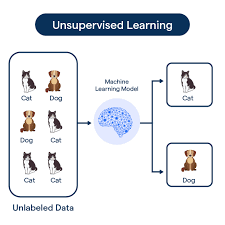 Unsupervised Learning
Machine
Learning Model
Cat Dog
Dog Cat
Cat Cat
Unlabeled Data
Cat
Dog